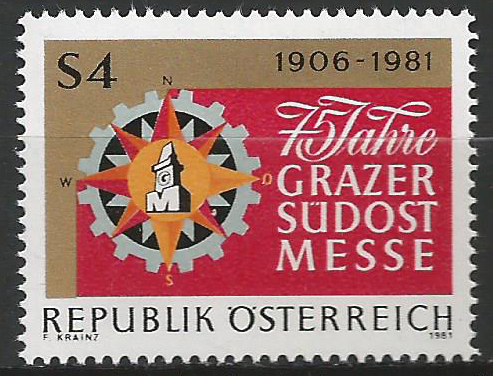 S4
1906-1981
N
W
O
S
G
M
75 Jahre
GRAZER
SÜDOST
MESSE
REPUBLIK ÖSTERREICH
F. KRAINZ
1981